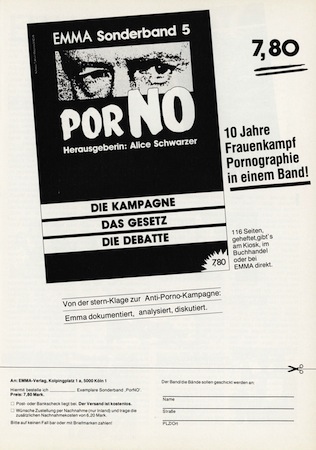 EMMA Sonderband 5
7,80
PORNO
Herausgeberin: Alice Schwarzer
10 Jahre
Frauenkampf
Pornographie
in einem Band!
DIE KAMPAGNE
DAS GESETZ
DIE DEBATTE
7,80
116 Seiten,
geheftet, gibt's
am Kiosk, im
Buchhandel
oder bei
EMMA direkt.
Von der stern-Klage zur Anti-Porno-Kampagne:
Emma dokumentiert, analysiert, diskutiert.
An: EMMA-Verlag, Kolpingplatz 1 a, 5000 Köln 1
Hiermit bestelle ich Exemplare Sonderband „PorNO".
Preis: 7,80 Mark.
Post- oder Bankscheck liegt bei. Der Versand ist kostenlos.
Wünsche Zustellung per Nachnahme (nur Inland) und trage die
zusätzlichen Nachnahmekosten von 6,20 Mark.
Bitte auf keinen Fall bar oder mit Briefmarken zahlen!
Der Band/die Bände sollen geschickt werden an:
Name
Straße
PLZ/Ort